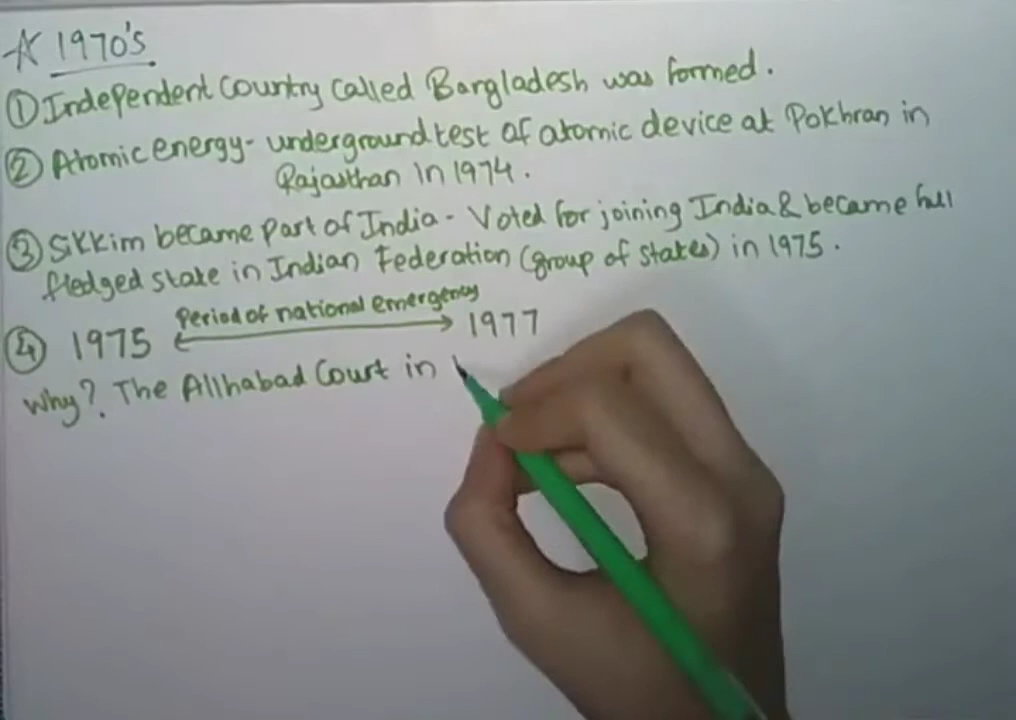 ☆ 1970's
① Independent Country called Bangladesh was formed.
② Atomic energy - underground test of atomic device at Pokhran in
Rajasthan in 1974.
③ Sikkim became part of India - Voted for joining India & became full
fledged state in Indian Federation (group of states) in 1975.
④ 1975 Period of national emergency 1977
Why? The Allhabad Court in